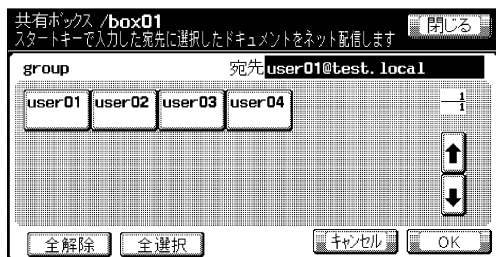 共有ボックス /box01
閉じる
スタートキーで入力した宛先に選択したドキュメントをネット配信します
group 宛先 user01@test.local
user01 user02 user03 user04
1
1
全解除 全選択 キャンセル OK